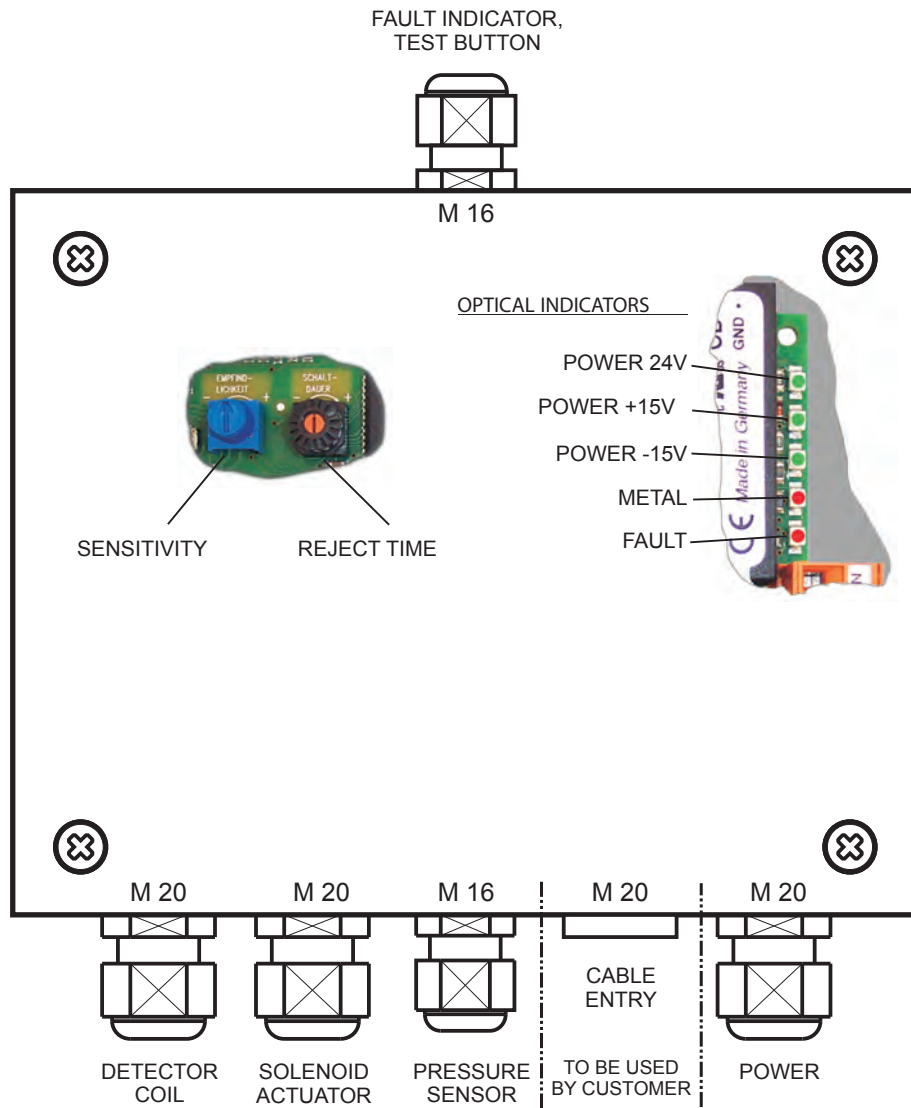 FAULT INDICATOR,
TEST BUTTON
M 16
OPTICAL INDICATORS
POWER 24V
POWER +15V
POWER -15V
METAL
FAULT
Made in Germany
GND
CE
EMPFIND-
LICHKEIT
- +
SCHALT-
DAUER
- +
SENSITIVITY
REJECT TIME
M 20
M 20
M 16
M 20
M 20
DETECTOR
COIL
SOLENOID
ACTUATOR
PRESSURE
SENSOR
CABLE
ENTRY
TO BE USED
BY CUSTOMER
POWER